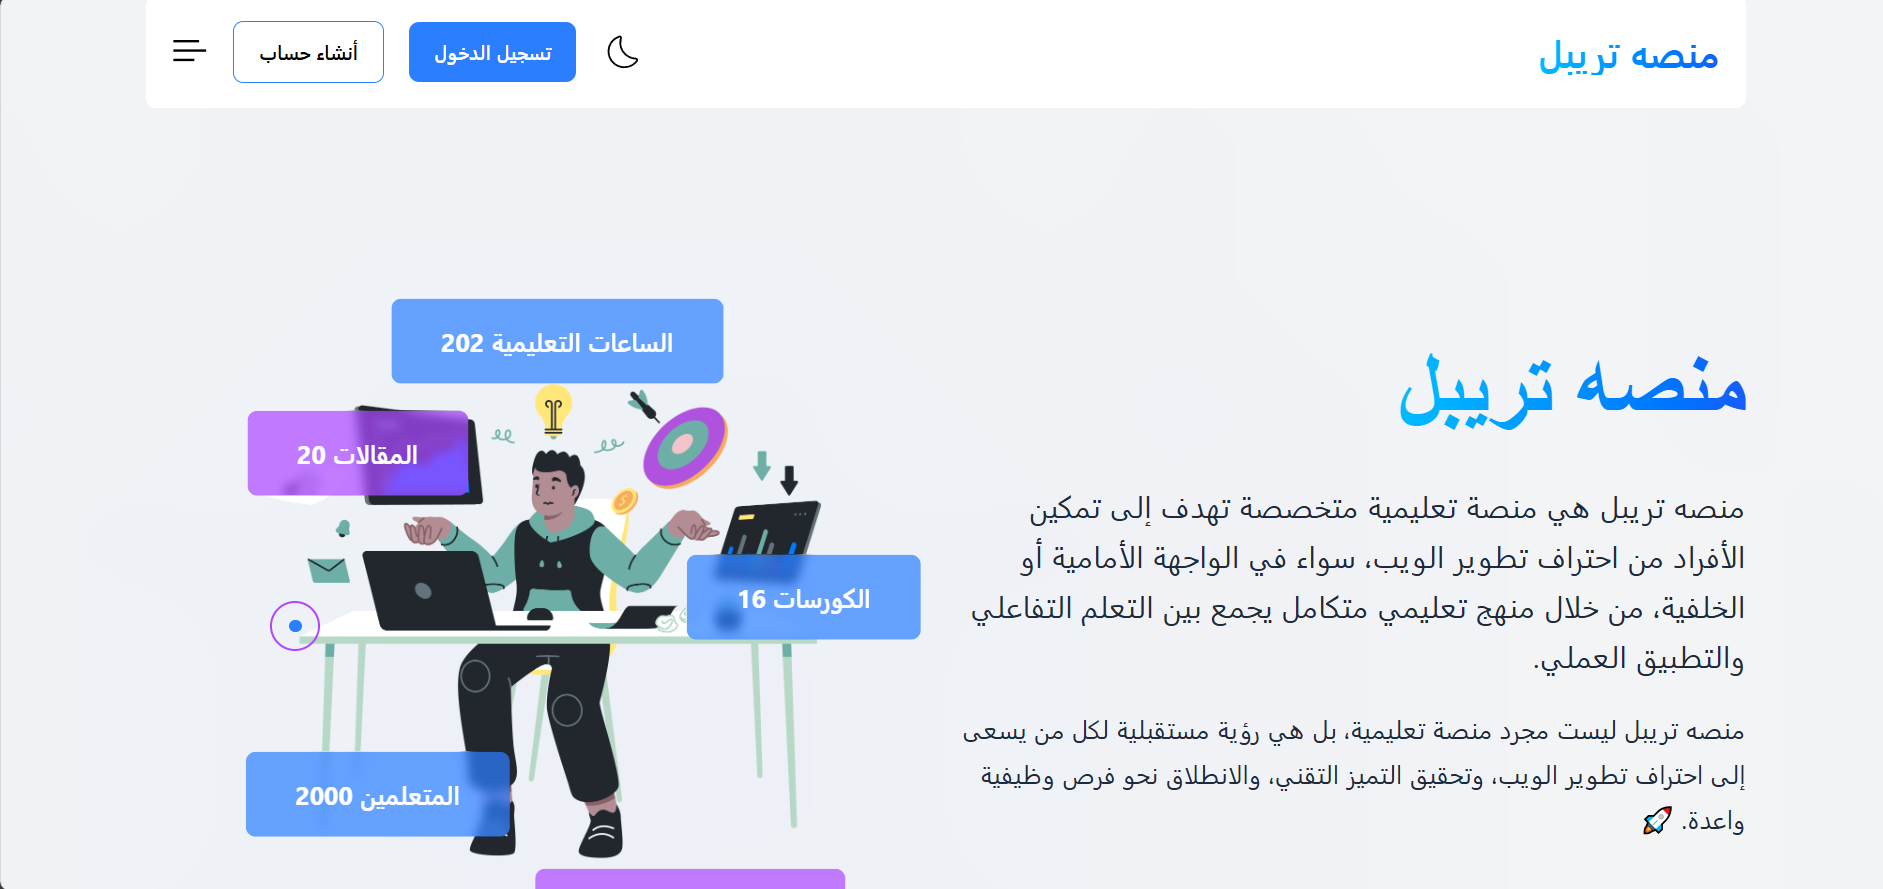 منصه تريبل
تسجيل الدخول
أنشاء حساب
منصه تريبل
منصه تريبل هي منصة تعليمية متخصصة تهدف إلى تمكين
الأفراد من احتراف تطوير الويب، سواء في الواجهة الأمامية أو
الخلفية، من خلال منهج تعليمي متكامل يجمع بين التعلم التفاعلي
والتطبيق العملي.
منصه تريبل ليست مجرد منصة تعليمية، بل هي رؤية مستقبلية لكل من يسعى
إلى احتراف تطوير الويب، وتحقيق التميز التقني، والانطلاق نحو فرص وظيفية
واعدة. 🚀
الساعات التعليمية 202
المقالات 20
الكورسات 16
المتعلمين 2000